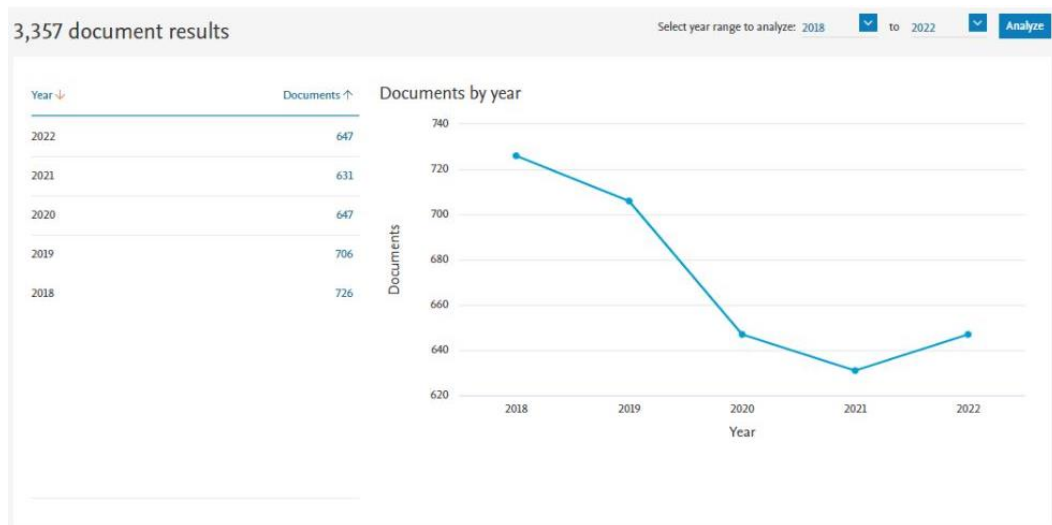 3,357 document results
Select year range to analyze: 2018 to 2022 Analyze
Year Documents
2022 647
2021 631
2020 647
2019 706
2018 726
Documents by year
740
720
700
680
660
640
620
Documents
2018 2019 2020 2021 2022
Year